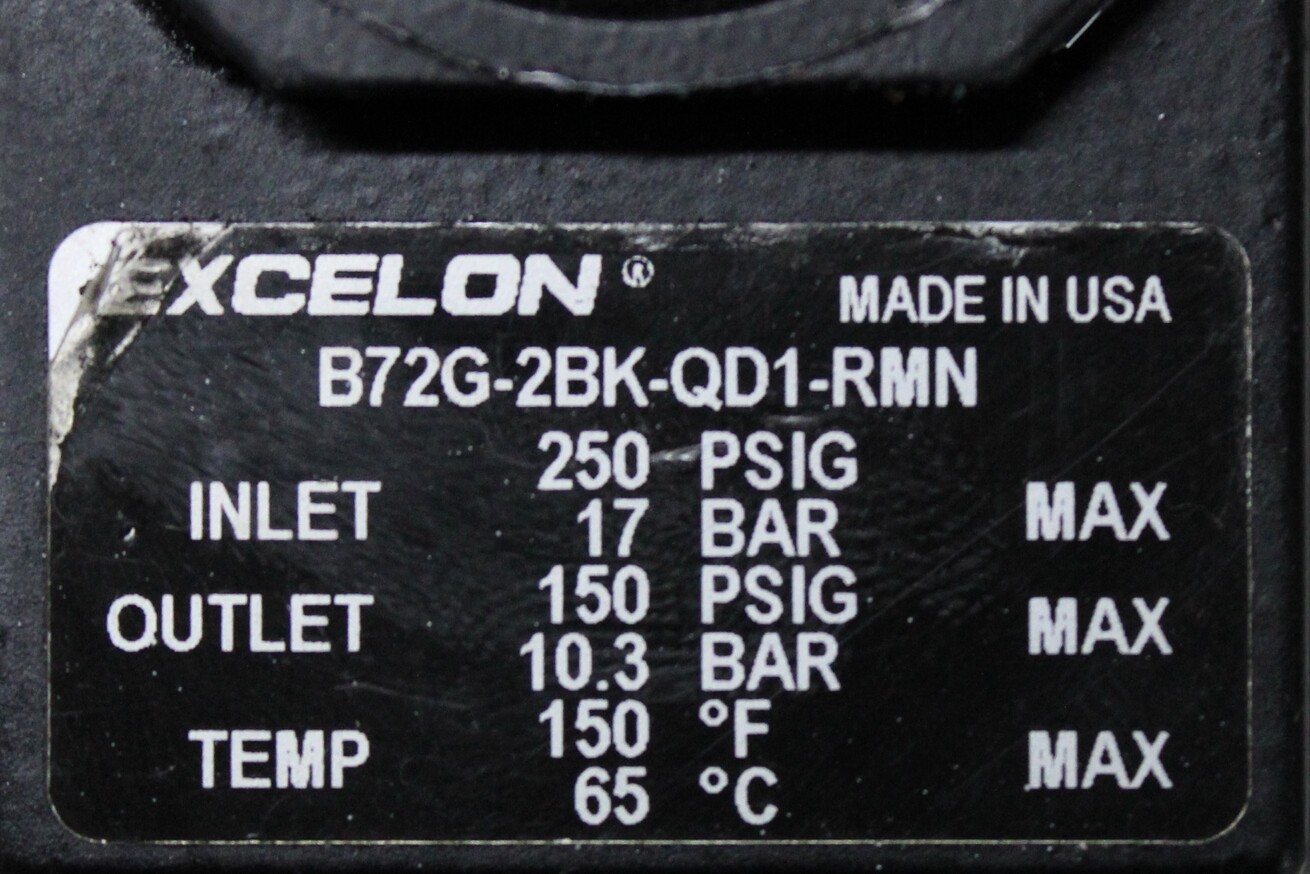 EXCELON ®
MADE IN USA
B72G-2BK-QD1-RMN
INLET 250 PSIG MAX
17 BAR
OUTLET 150 PSIG MAX
10.3 BAR
TEMP 150 °F MAX
65 °C